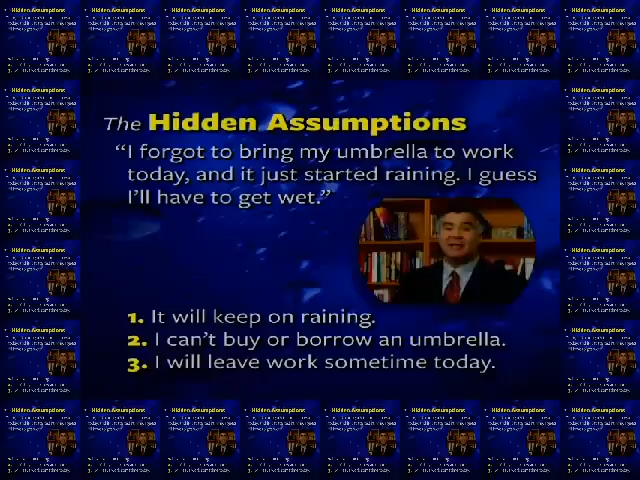 The Hidden Assumptions
“I forgot to bring my umbrella to work
today, and it just started raining. I guess
I’ll have to get wet.”
1. It will keep on raining.
2. I can’t buy or borrow an umbrella.
3. I will leave work sometime today.